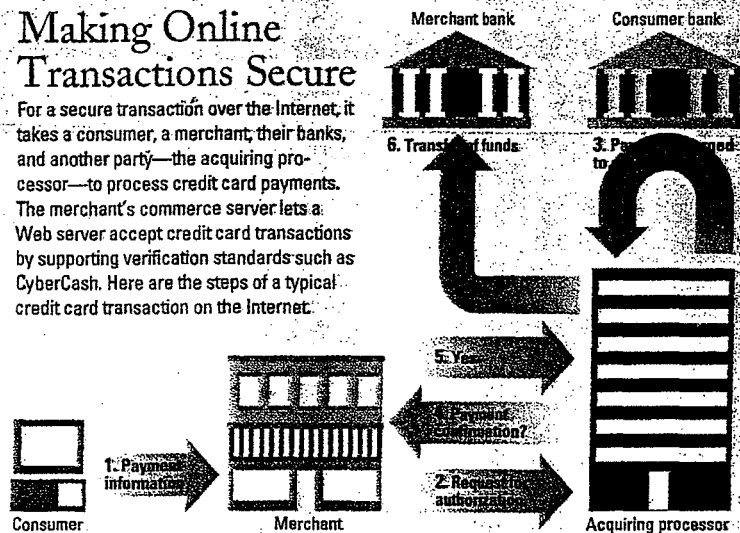 Making Online
Transactions Secure
For a secure transaction over the Internet, it
takes a consumer, a merchant, their banks,
and another party—the acquiring pro-
cessor—to process credit card payments.
The merchant's commerce server lets a
Web server accept credit card transactions
by supporting verification standards such as
CyberCash. Here are the steps of a typical
credit card transaction on the Internet.
Merchant bank
Consumer bank
6. Transfer of funds
3.
to
5. Yes
4. Payment
confirmation?
1. Payment
information
2. Request for
authorization
Consumer
Merchant
Acquiring processor